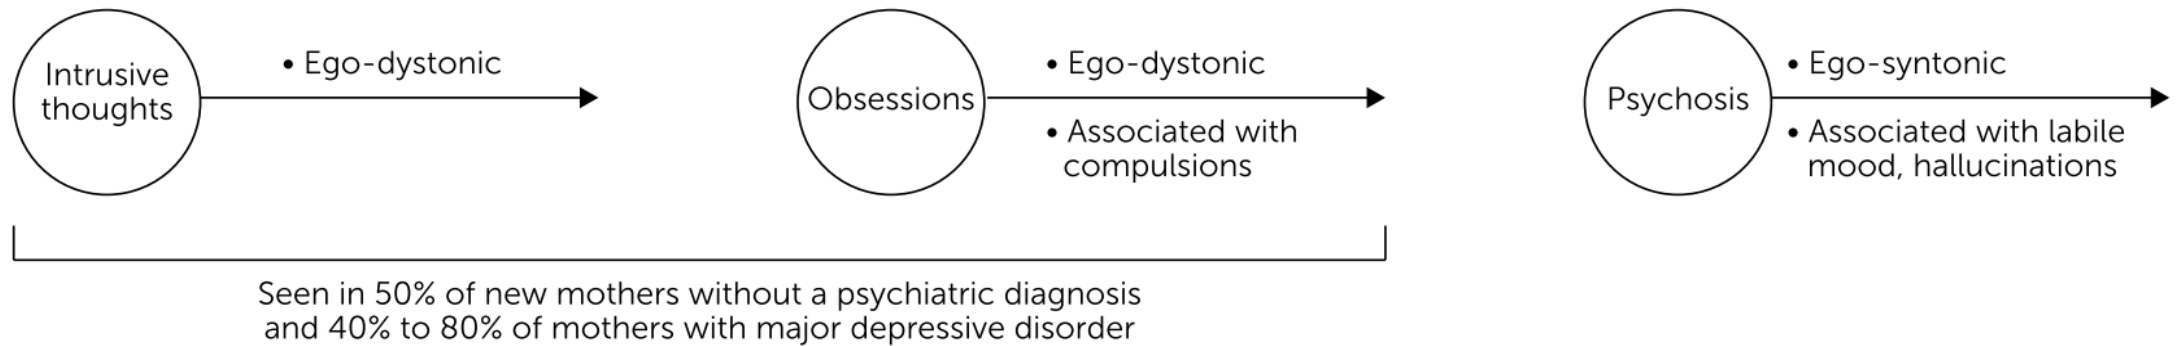 Intrusive
thoughts
• Ego-dystonic
Obsessions
• Ego-dystonic
• Associated with
compulsions
Psychosis
• Ego-syntonic
• Associated with labile
mood, hallucinations
Seen in 50% of new mothers without a psychiatric diagnosis
and 40% to 80% of mothers with major depressive disorder